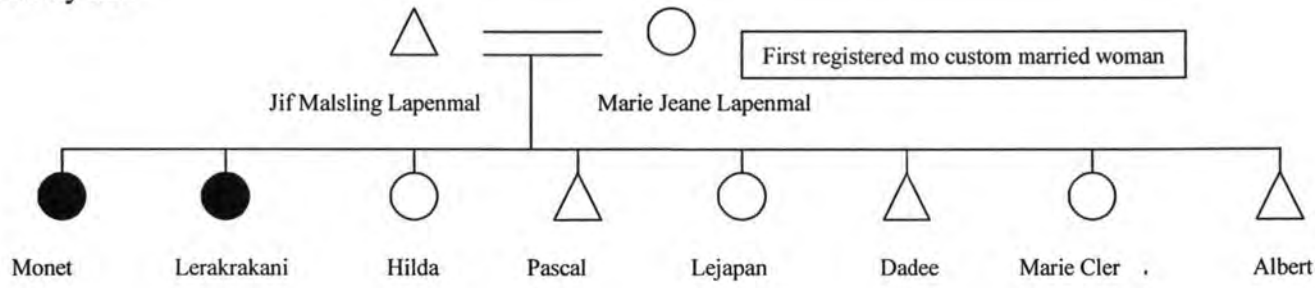 First registered mo custom married woman
Jif Malsling Lapenmal Marie Jeane Lapenmal
Monet Lerakrakani Hilda Pascal Lejapan Dadee Marie Cler Albert